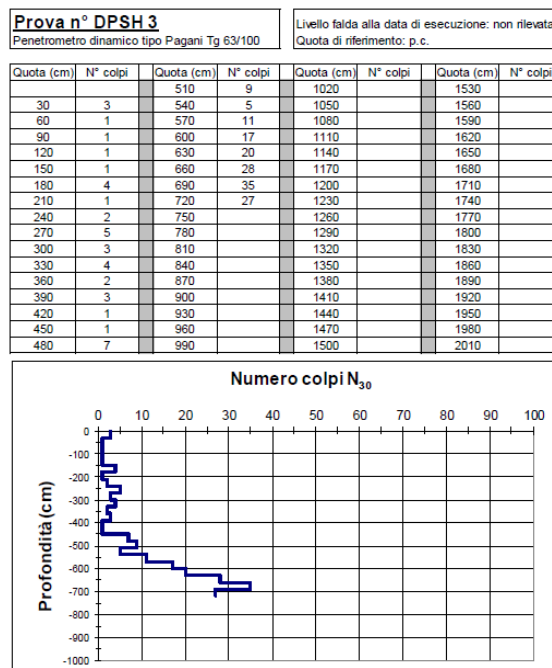 Prova n° DPSH 3
Penetrometro dinamico tipo Pagani Tg 63/100
Livello falda alla data di esecuzione: non rilevata
Quota di riferimento: p.c.
Quota (cm) N° colpi Quota (cm) N° colpi Quota (cm) N° colpi Quota (cm) N° colpi
510 9 1020 1530
30 3 540 5 1050 1560
60 1 570 11 1080 1590
90 1 600 17 1110 1620
120 1 630 20 1140 1650
150 1 660 28 1170 1680
180 4 690 35 1200 1710
210 1 720 27 1230 1740
240 2 750 1260 1770
270 5 780 1290 1800
300 3 810 1320 1830
330 4 840 1350 1860
360 2 870 1380 1890
390 3 900 1410 1920
420 1 930 1440 1950
450 1 960 1470 1980
480 7 990 1500 2010
Numero colpi N30
0 10 20 30 40 50 60 70 80 90 100
0
-100
-200
-300
-400
-500
-600
-700
-800
-900
-1000
Profondità (cm)